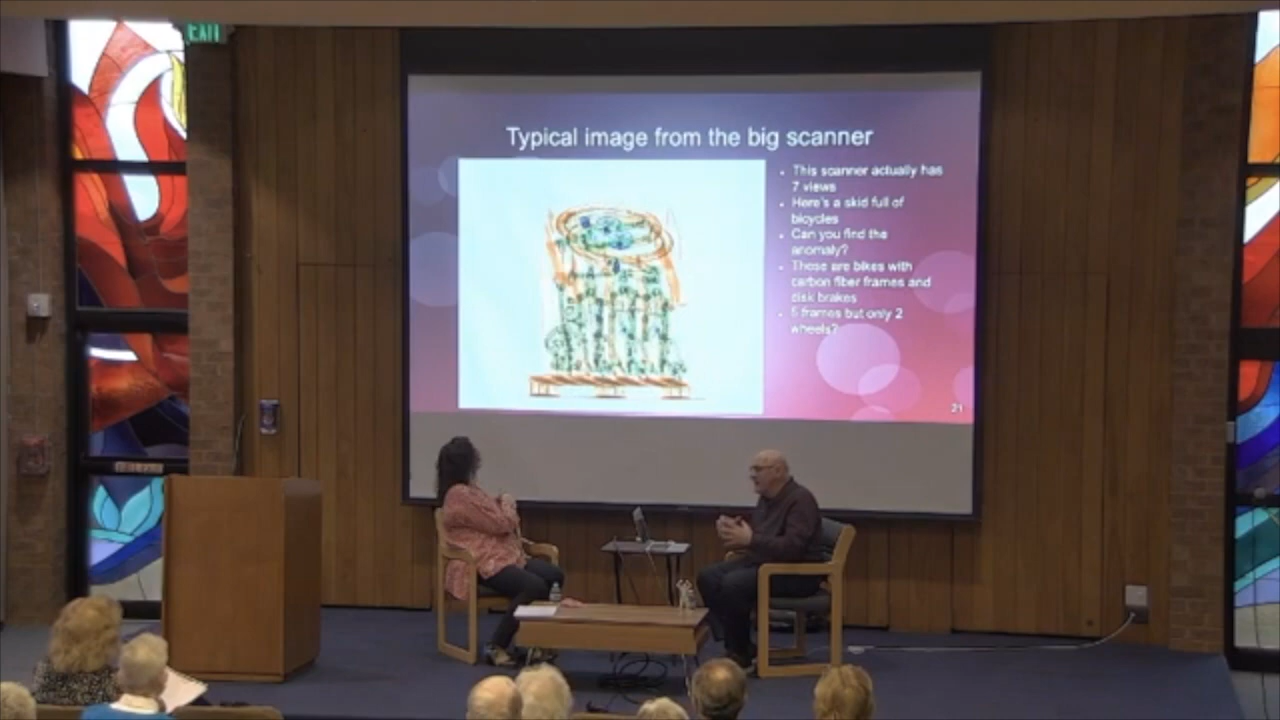 EXIT
Typical image from the big scanner
• This scanner actually has
7 views
• Here's a skid full of
bicycles
• Can you find the
anomaly?
• These are bikes with
carbon fiber frames and
disk brakes
• 5 frames but only 2
wheels?
21